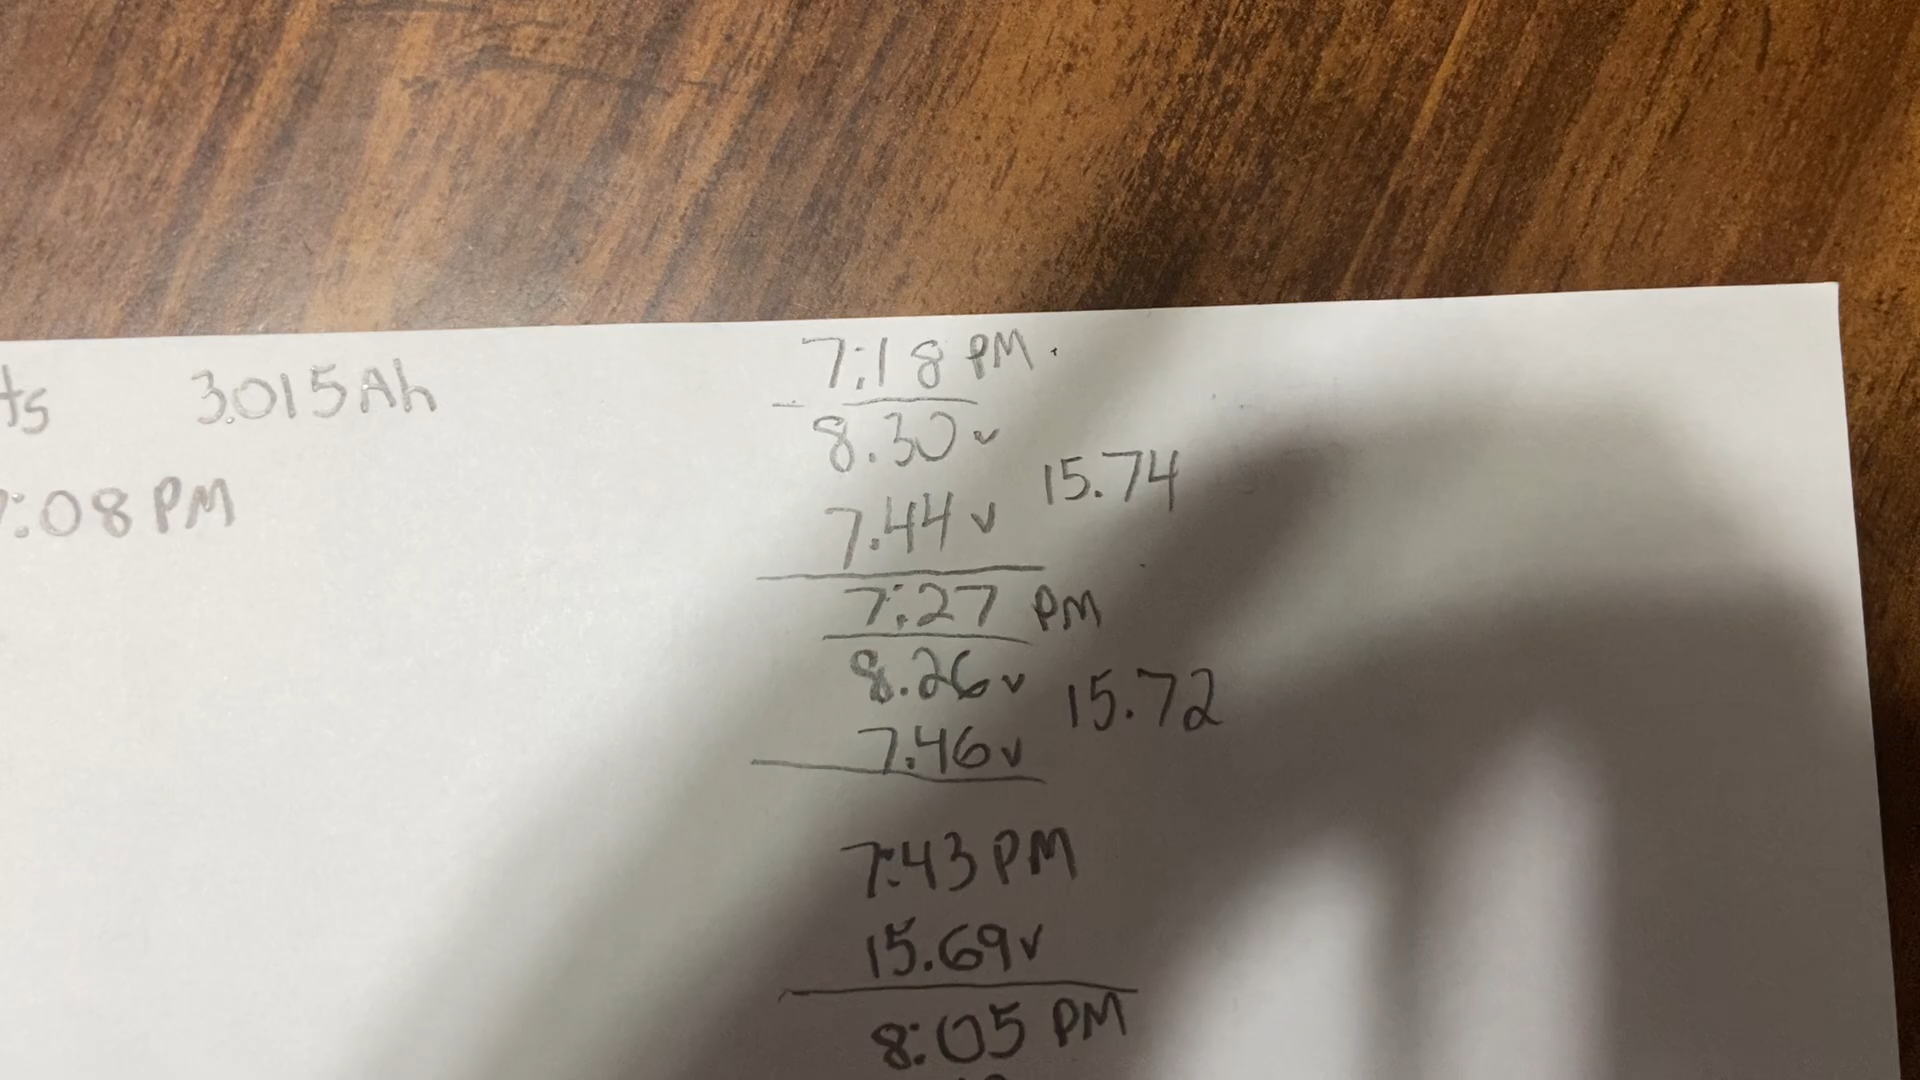 ts 3.015Ah
:08 PM
7:18 PM.
8.30v
7.44v 15.74
7:27 PM
8.26v
7.46v 15.72
7:43 PM
15.69v
8:05 PM